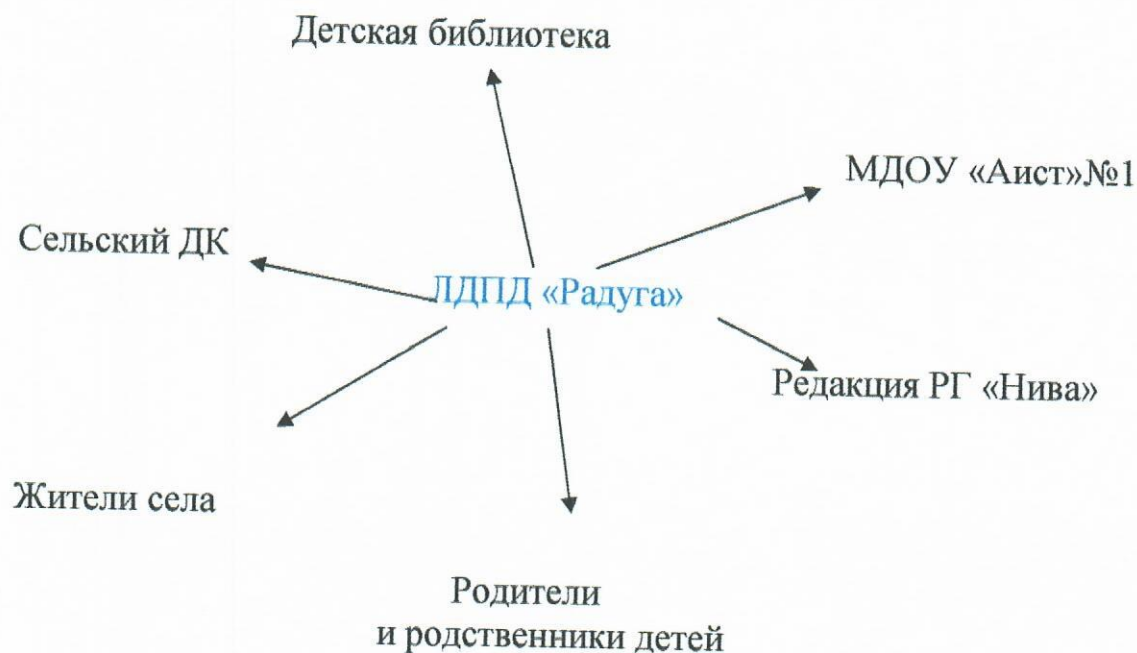 Детская библиотека
МДОУ «Аист»№1
Сельский ДК
ЛДПД «Радуга»
Редакция РГ «Нива»
Жители села
Родители
и родственники детей